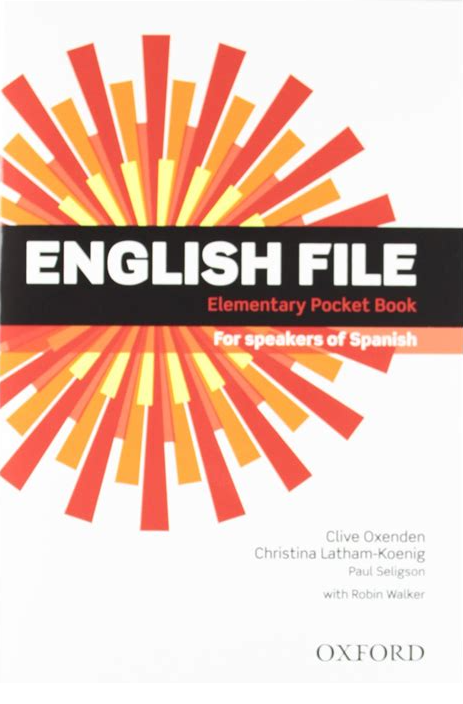 ENGLISH FILE
Elementary Pocket Book
For speakers of Spanish
Clive Oxenden
Christina Latham-Koenig
Paul Seligson
with Robin Walker
OXFORD